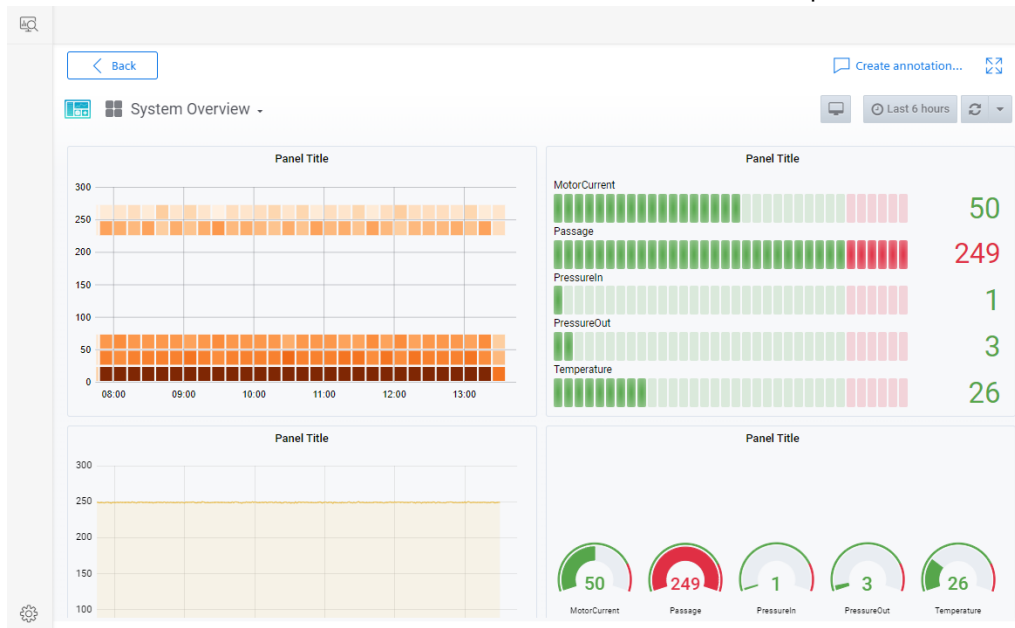 Back
Create annotation...
System Overview
Last 6 hours
Panel Title
300
250
200
150
100
50
0
08:00 09:00 10:00 11:00 12:00 13:00
Panel Title
MotorCurrent
50
Passage
249
PressureIn
1
PressureOut
3
Temperature
26
Panel Title
300
250
200
150
100
Panel Title
50 249 1 3 26
MotorCurrent Passage PressureIn PressureOut Temperature